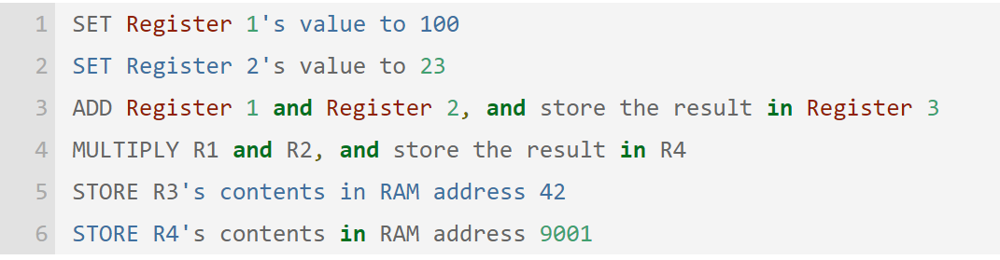 1 SET Register 1's value to 100
2 SET Register 2's value to 23
3 ADD Register 1 and Register 2, and store the result in Register 3
4 MULTIPLY R1 and R2, and store the result in R4
5 STORE R3's contents in RAM address 42
6 STORE R4's contents in RAM address 9001